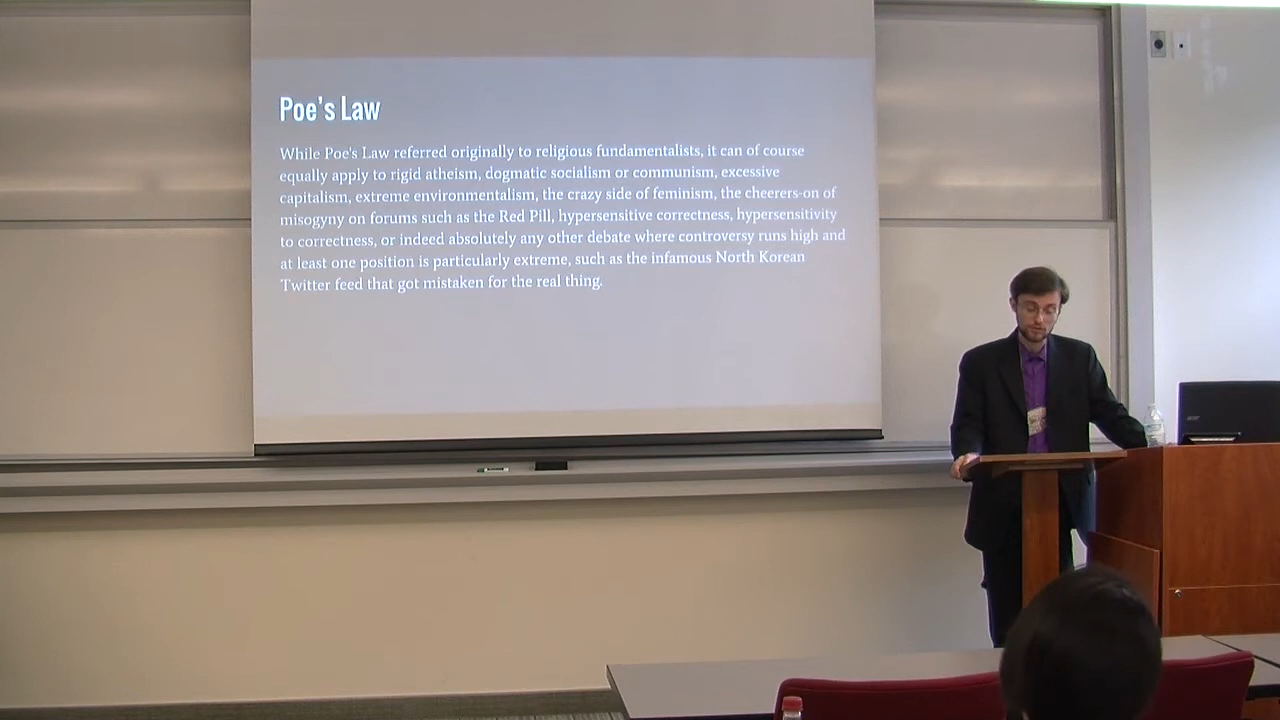 Poe's Law
While Poe's Law referred originally to religious fundamentalists, it can of course
equally apply to rigid atheism, dogmatic socialism or communism, excessive
capitalism, extreme environmentalism, the crazy side of feminism, the cheerers-on of
misogyny on forums such as the Red Pill, hypersensitive correctness, hypersensitivity
to correctness, or indeed absolutely any other debate where controversy runs high and
at least one position is particularly extreme, such as the infamous North Korean
Twitter feed that got mistaken for the real thing.